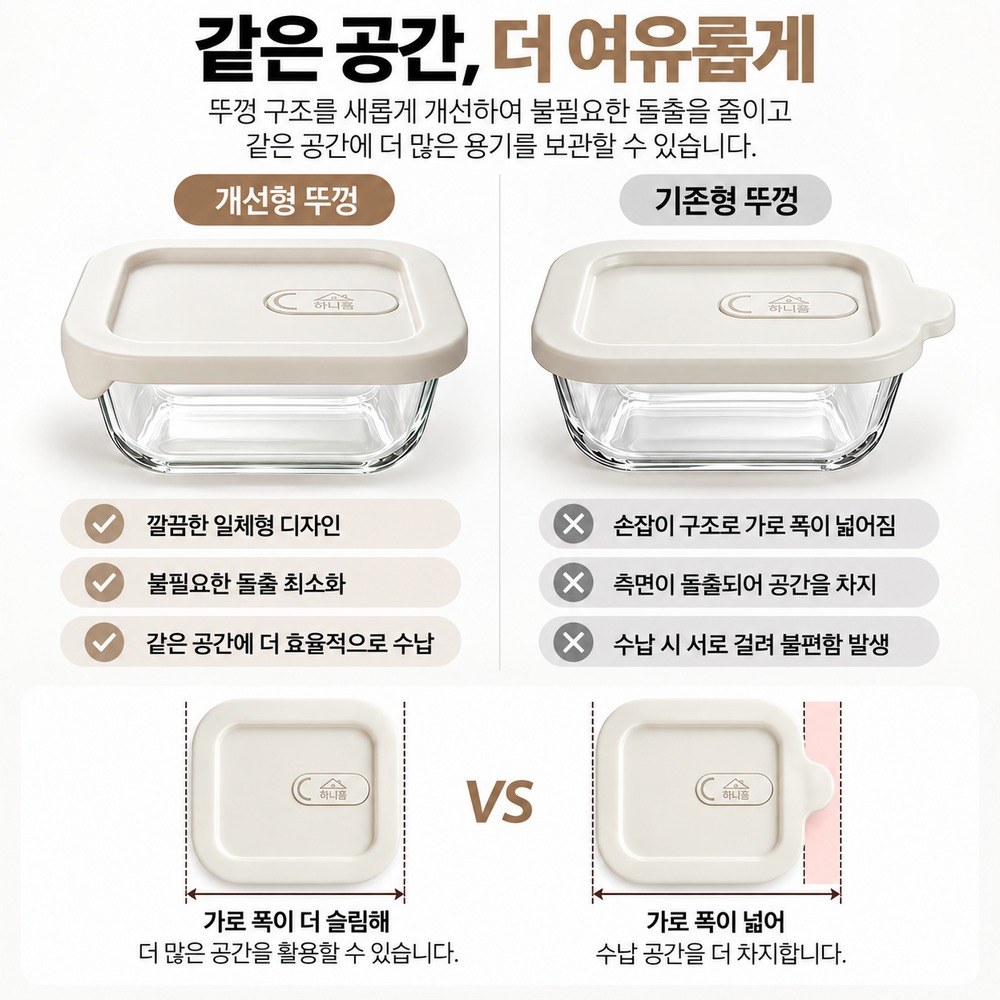 같은 공간, 더 여유롭게
뚜껑 구조를 새롭게 개선하여 불필요한 돌출을 줄이고
같은 공간에 더 많은 용기를 보관할 수 있습니다.
개선형 뚜껑
기존형 뚜껑
하니홈
하니홈
깔끔한 일체형 디자인
불필요한 돌출 최소화
같은 공간에 더 효율적으로 수납
손잡이 구조로 가로 폭이 넓어짐
측면이 돌출되어 공간을 차지
수납 시 서로 걸려 불편함 발생
하니홈
VS
하니홈
가로 폭이 더 슬림해
더 많은 공간을 활용할 수 있습니다.
가로 폭이 넓어
수납 공간을 더 차지합니다.